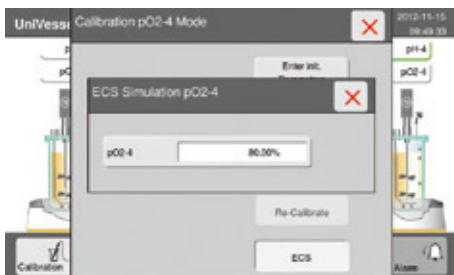 UniVesse
Calibration pO2-4 Mode
2012-11-15
09:49:33
pH-4
pO2-4
Enter init.
ECS Simulation pO2-4
pO2-4
80.00%
Re-Calibrate
ECS
Calibration
Alarm